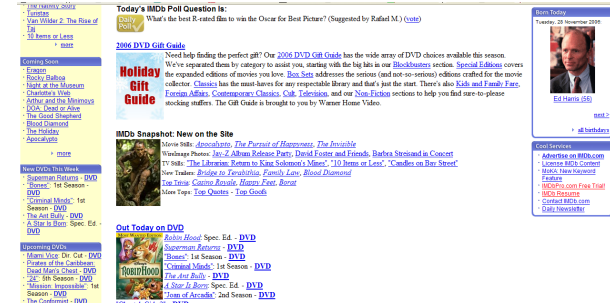 The Nativity Story
Turistas
Van Wilder 2: The Rise of
Taj
10 Items or Less
more
Coming Soon
Eragon
Rocky Balboa
Night at the Museum
Charlotte's Web
Arthur and the Minimoys
DOA: Dead or Alive
The Good Shepherd
Blood Diamond
The Holiday
Apocalypto
more
New DVDs This Week
Superman Returns - DVD
"Bones": 1st Season -
DVD
"Criminal Minds": 1st
Season - DVD
The Ant Bully - DVD
A Star Is Born: Spec. Ed. -
DVD
Upcoming DVDs
Miami Vice: Dir. Cut - DVD
Pirates of the Caribbean:
Dead Man's Chest - DVD
"24": 5th Season - DVD
"Mission: Impossible": 1st
Season - DVD
The Conformist - DVD
Today's IMDb Poll Question Is:
Daily
Poll
What's the best R-rated film to win the Oscar for Best Picture? (Suggested by Rafael M.) (vote)
2006 DVD Gift Guide
Holiday
Gift
Guide
Need help finding the perfect gift? Our 2006 DVD Gift Guide has the wide array of DVD choices available this season.
We've separated them by category to assist you, starting with the big hits in our Blockbusters section. Special Editions covers
the expanded editions of movies you love. Box Sets addresses the serious (and not-so-serious) editions crafted for the movie
collector. Classics has the must-haves for any respectable library and that's just the start. There's also Kids and Family Fare,
Foreign Affairs, Contemporary Classics, Cult, Television, and our Non-Fiction sections to help you find sure-to-please
stocking stuffers. The Gift Guide is brought to you by Warner Home Video.
IMDb Snapshot: New on the Site
Movie Stills: Apocalypto, The Pursuit of Happyness, The Invisible
WireImage Photos: Jay-Z Album Release Party, David Foster and Friends, Barbra Streisand in Concert
TV Stills: "The Librarian: Return to King Solomon's Mines", "10 Items or Less", "Candles on Bay Street"
New Trailers: Bridge to Terabithia, Family Law, Blood Diamond
Top Trivia: Casino Royale, Happy Feet, Borat
More Tops: Top Quotes - Top Goofs
Out Today on DVD
ROBIN HOOD
Robin Hood: Spec. Ed. - DVD
Superman Returns - DVD
"Bones": 1st Season - DVD
"Criminal Minds": 1st Season - DVD
The Ant Bully - DVD
A Star Is Born: Spec. Ed. - DVD
"Joan of Arcadia": 2nd Season - DVD
Born Today
Tuesday, 28 November 2006:
Ed Harris (56)
next >
all birthdays
Cool Services
Advertise on IMDb.com
License IMDb Content
MoKA: New Keyword
Feature
IMDbPro.com Free Trial!
IMDb Resume
Contact IMDb.com
Daily Newsletter